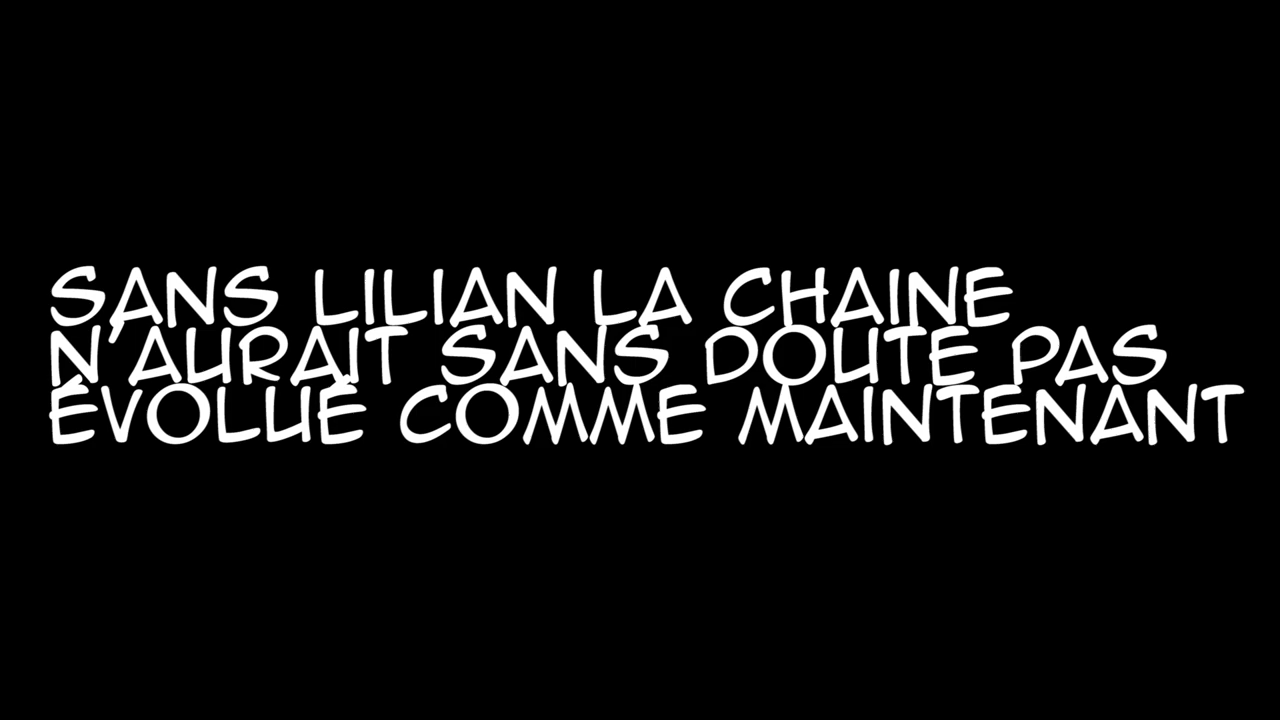 SANS LILIAN LA CHAINE
N'AURAIT SANS DOUTE PAS
ÉVOLUÉ COMME MAINTENANT